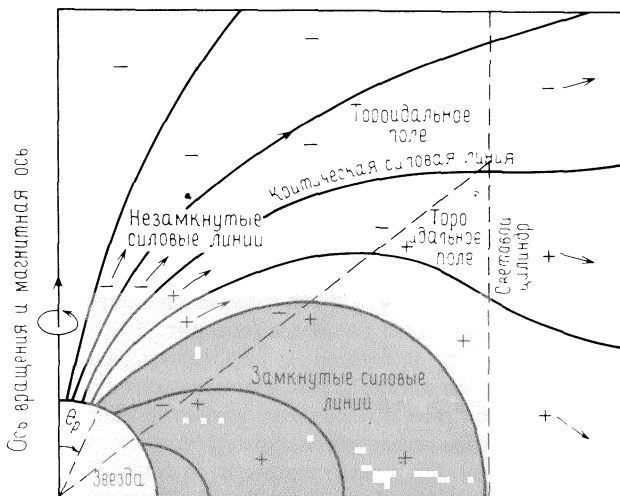 Ось вращения и магнитная ось
Тороидальное
поле
Критическая силовая линия
Незамкнутые
силовые линии
Торо
идальное
поле
Световой
цилиндр
Замкнутые силовые
линии
θp
Звезда